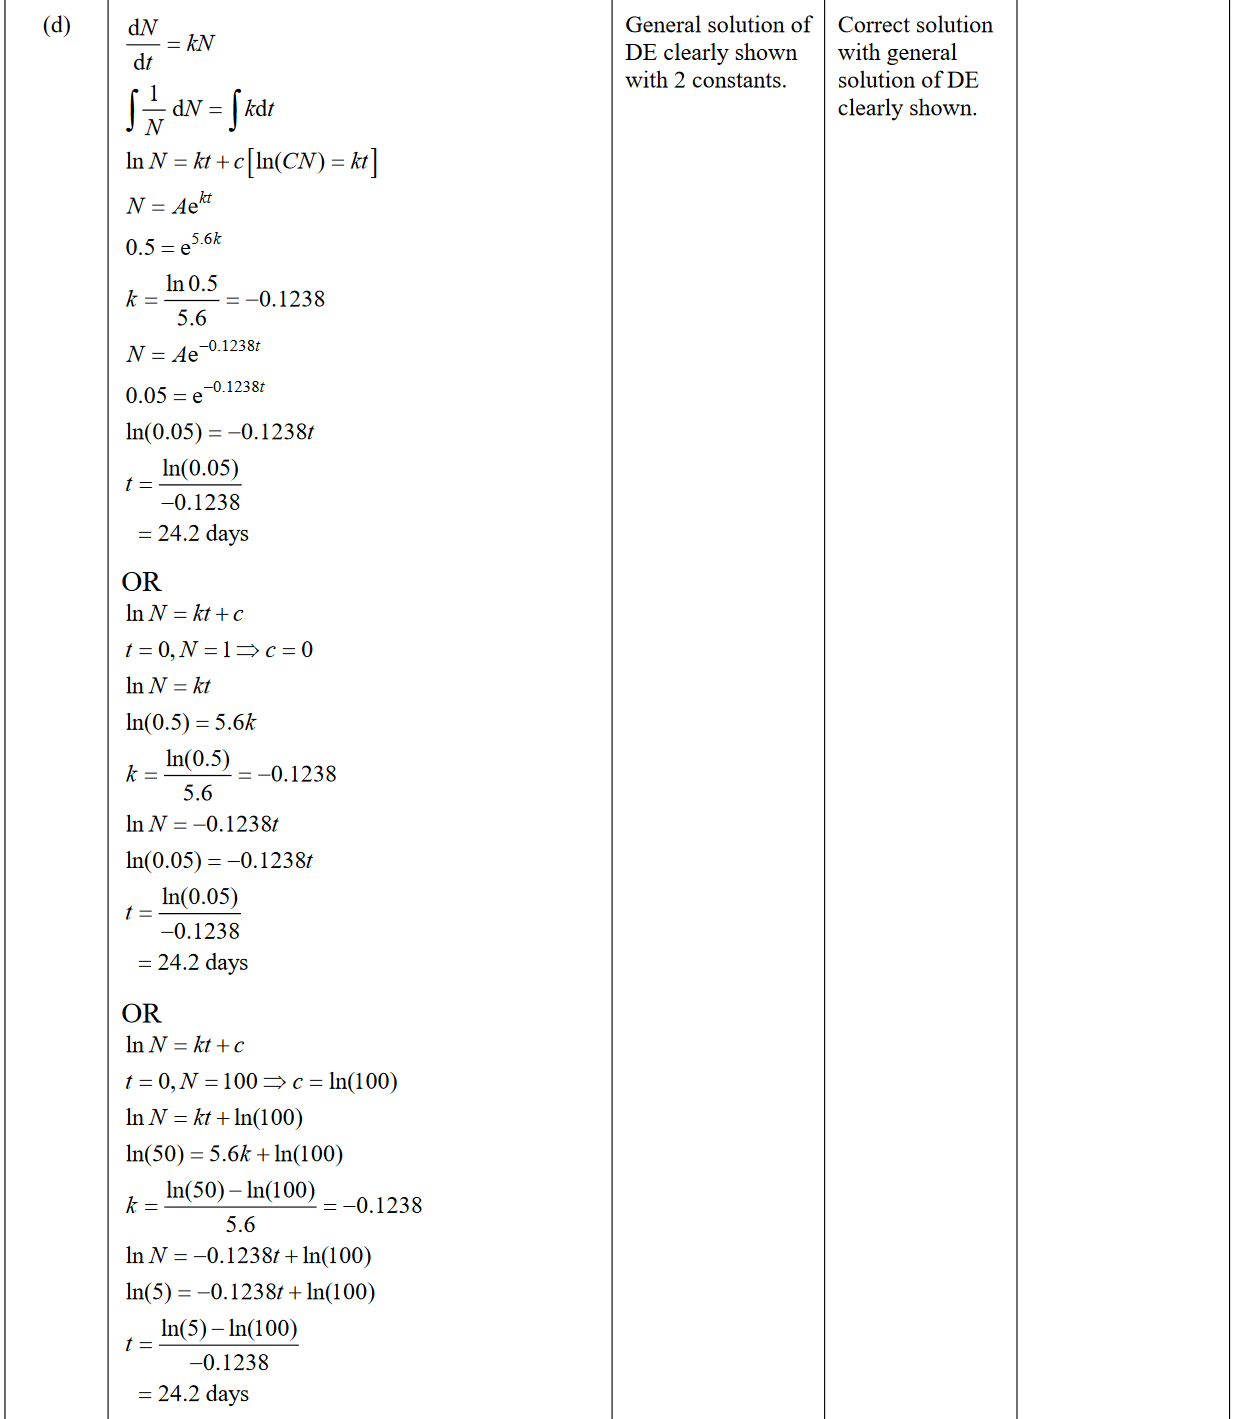 (d)
dN/dt = kN
∫ 1/N dN = ∫ kdt
ln N = kt + c [ln(CN) = kt]
N = Ae^{kt}
0.5 = e^{5.6k}
k = ln 0.5 / 5.6 = −0.1238
N = Ae^{−0.1238t}
0.05 = e^{−0.1238t}
ln(0.05) = −0.1238t
t = ln(0.05) / −0.1238
= 24.2 days
OR
ln N = kt + c
t = 0, N = 1 ⇒ c = 0
ln N = kt
ln(0.5) = 5.6k
k = ln(0.5) / 5.6 = −0.1238
ln N = −0.1238t
ln(0.05) = −0.1238t
t = ln(0.05) / −0.1238
= 24.2 days
OR
ln N = kt + c
t = 0, N = 100 ⇒ c = ln(100)
ln N = kt + ln(100)
ln(50) = 5.6k + ln(100)
k = ln(50) − ln(100) / 5.6 = −0.1238
ln N = −0.1238t + ln(100)
ln(5) = −0.1238t + ln(100)
t = ln(5) − ln(100) / −0.1238
= 24.2 days
General solution of
DE clearly shown
with 2 constants.
Correct solution
with general
solution of DE
clearly shown.